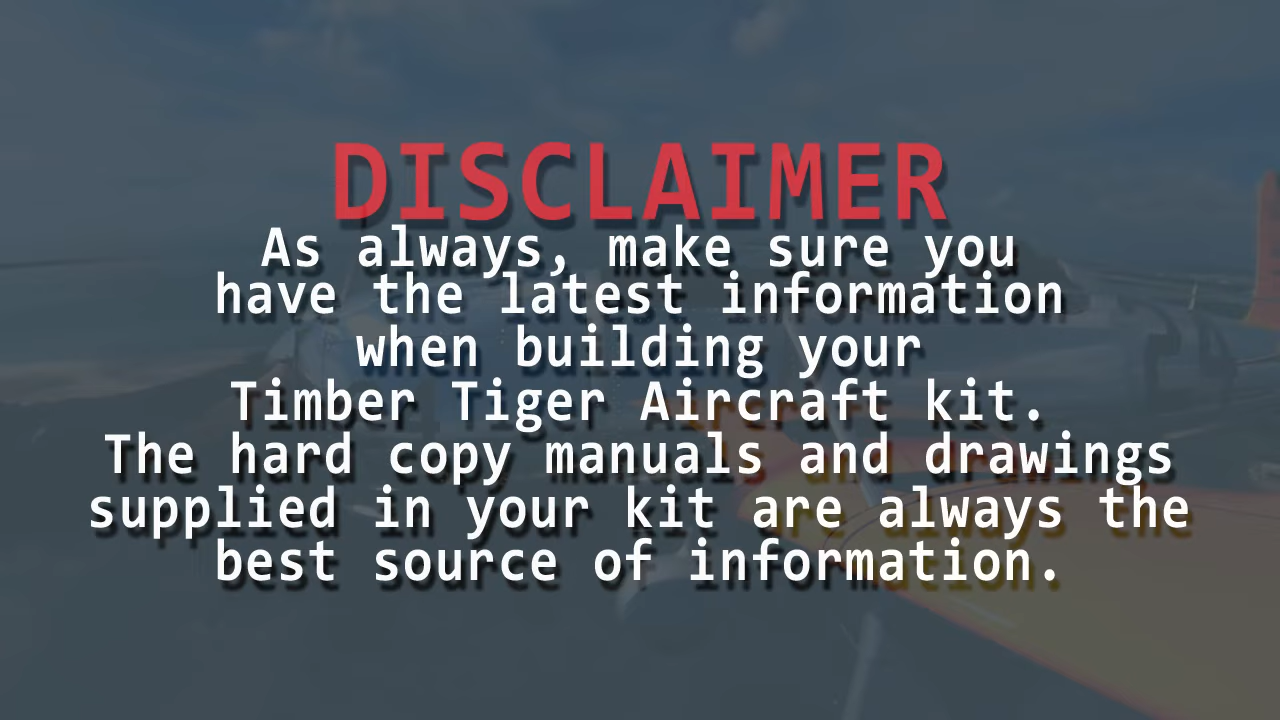 DISCLAIMER
As always, make sure you
have the latest information
when building your
Timber Tiger Aircraft kit.
The hard copy manuals and drawings
supplied in your kit are always the
best source of information.